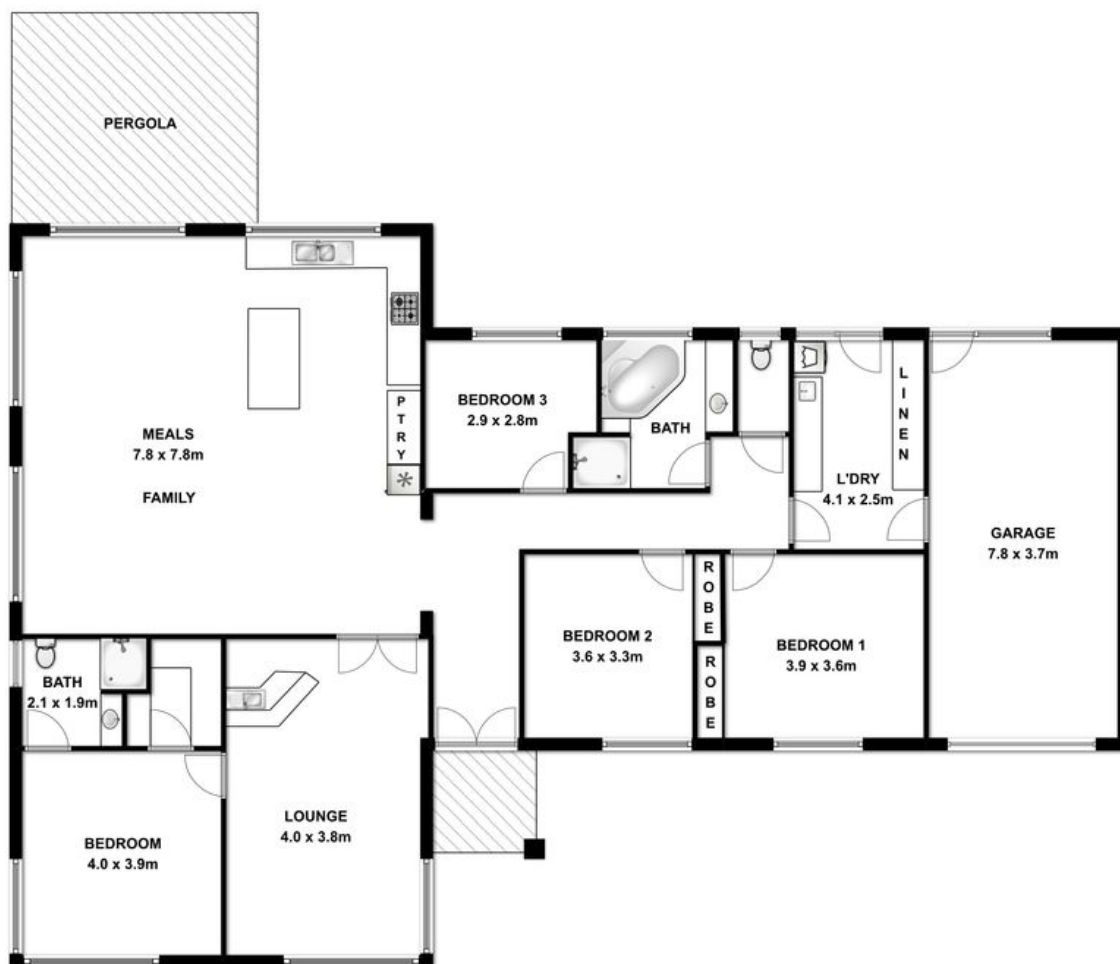 PERGOLA
MEALS
7.8 x 7.8m
FAMILY
P
T
R
Y
BEDROOM 3
2.9 x 2.8m
BATH
L
I
N
E
N
L'DRY
4.1 x 2.5m
GARAGE
7.8 x 3.7m
BEDROOM 2
3.6 x 3.3m
R
O
B
E
R
O
B
E
BEDROOM 1
3.9 x 3.6m
BATH
2.1 x 1.9m
BEDROOM
4.0 x 3.9m
LOUNGE
4.0 x 3.8m